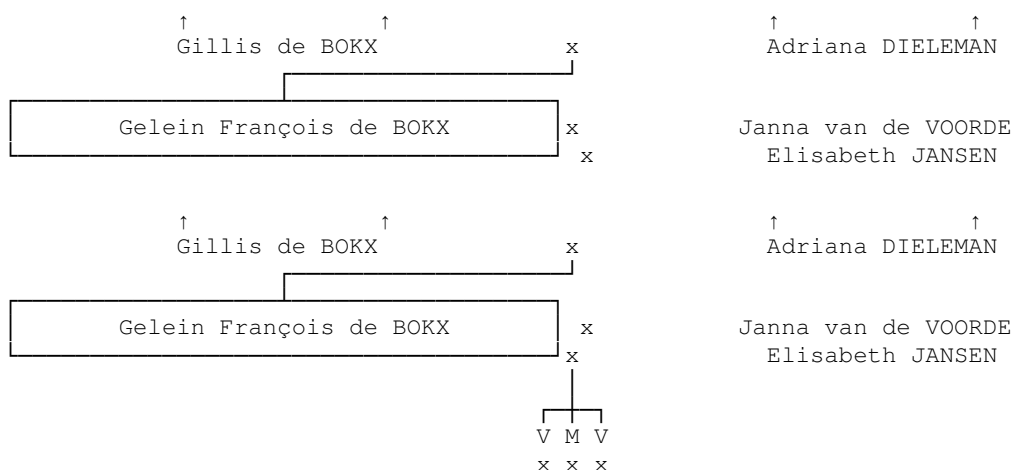 ↑ ↑ ↑ ↑
Gillis de BOKX x Adriana DIELEMAN
Gelein François de BOKX x Janna van de VOORDE
x Elisabeth JANSEN
↑ ↑ ↑ ↑
Gillis de BOKX x Adriana DIELEMAN
Gelein François de BOKX x Janna van de VOORDE
x Elisabeth JANSEN
V M V
x x x